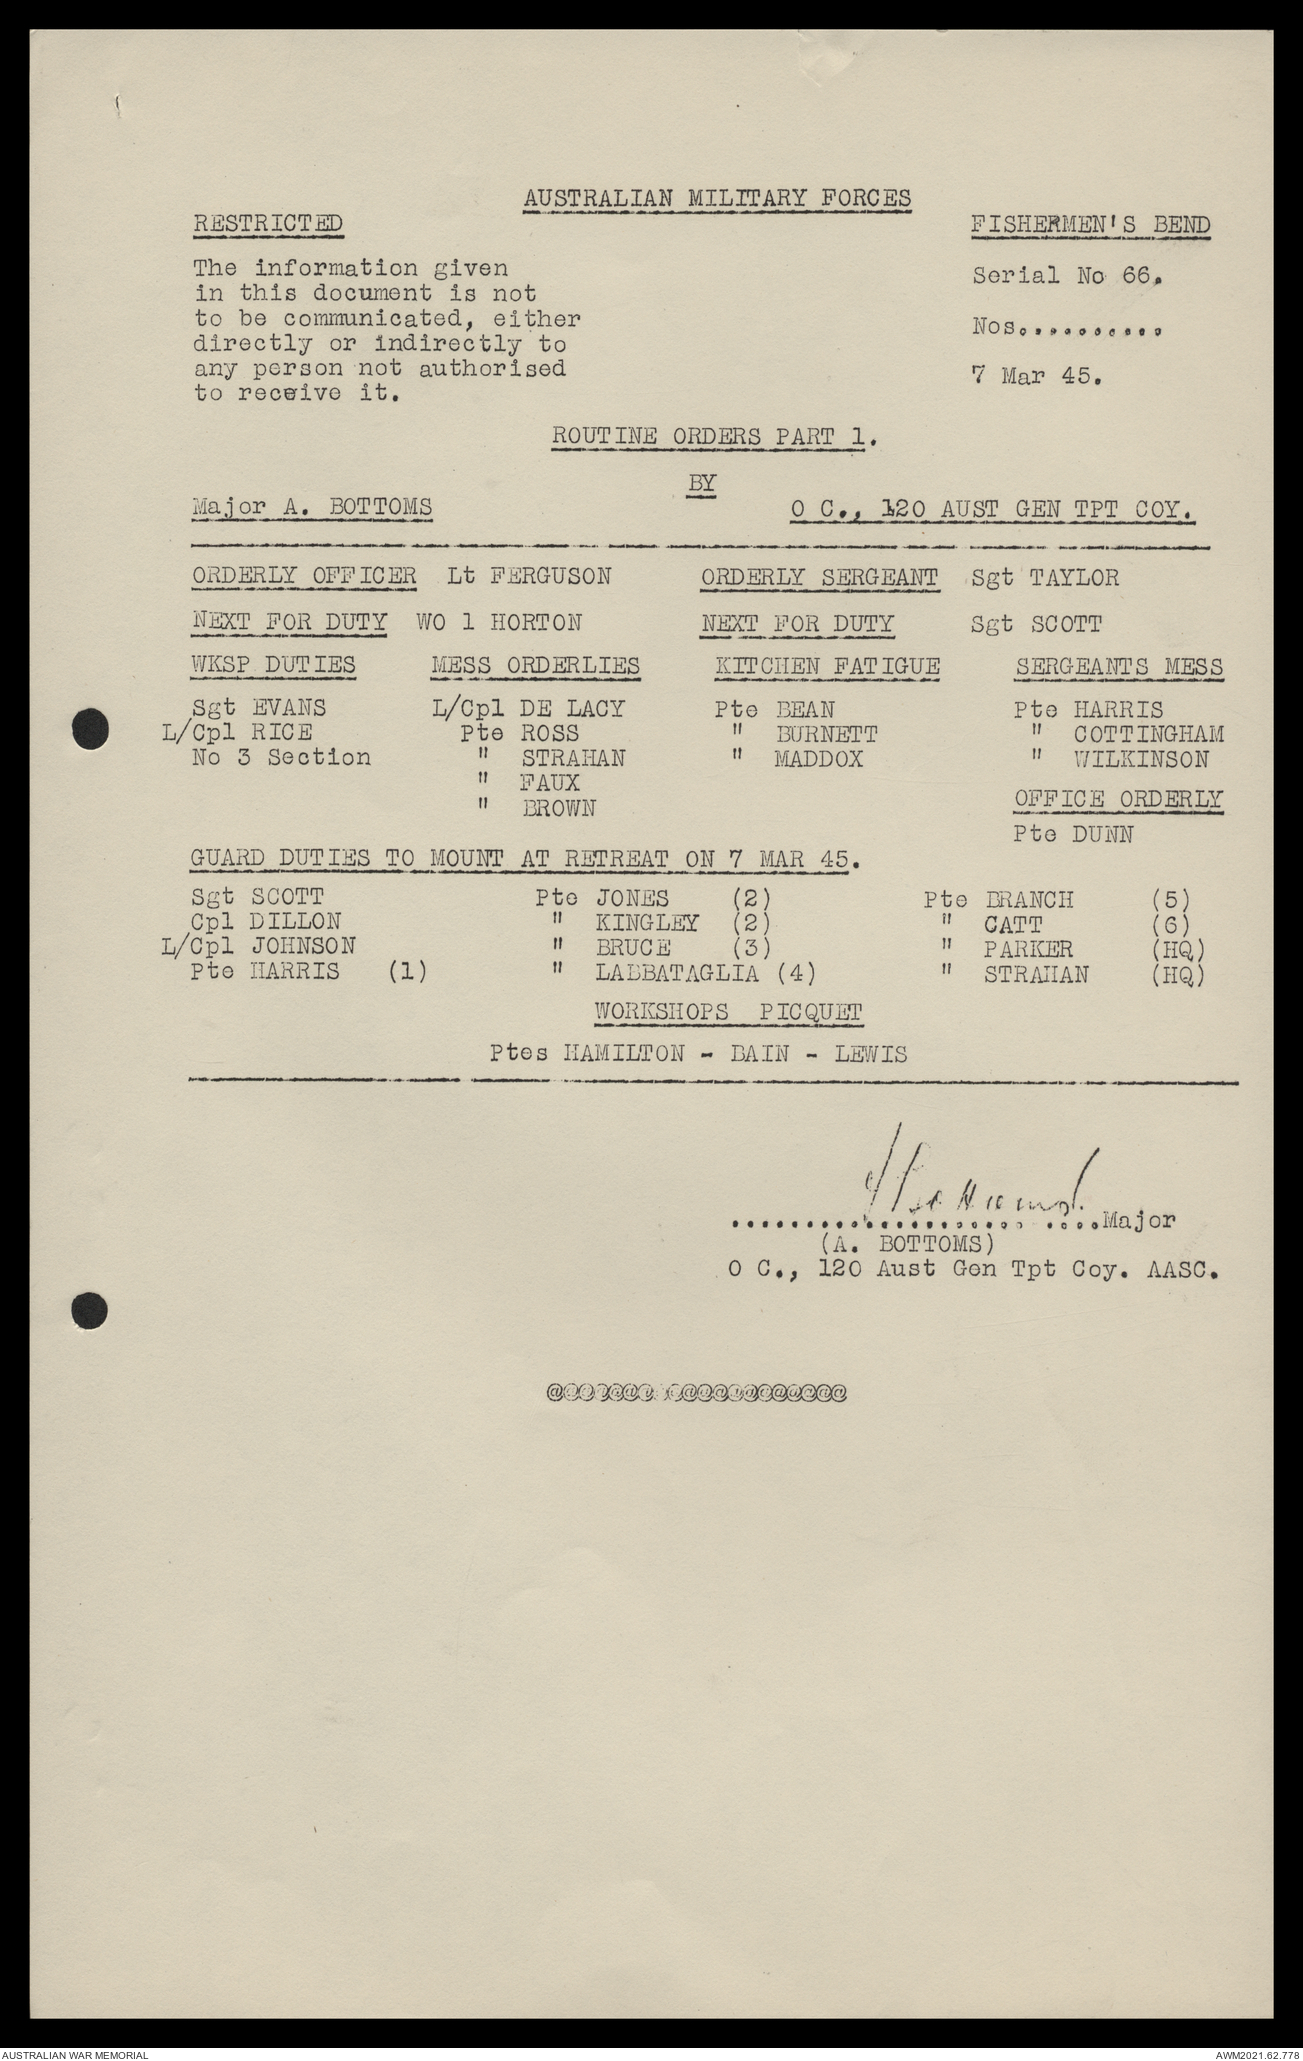 AUSTRALIAN MILITARY FORCES
RESTRICTED FISHERMEN'S BEND
The information given
in this document is not
to be communicated, either
directly or indirectly to
any person not authorised
to receive it.
Serial No 66.
Nos..........
7 Mar 45.
ROUTINE ORDERS PART 1.
BY
Major A. BOTTOMS O C., 120 AUST GEN TPT COY.
ORDERLY OFFICER Lt FERGUSON ORDERLY SERGEANT Sgt TAYLOR
NEXT FOR DUTY WO 1 HORTON NEXT FOR DUTY Sgt SCOTT
WKSP DUTIES MESS ORDERLIES KITCHEN FATIGUE SERGEANTS MESS
Sgt EVANS L/Cpl DE LACY Pte BEAN Pte HARRIS
L/Cpl RICE Pte ROSS " BURNETT " COTTINGHAM
No 3 Section " STRAHAN " MADDOX " WILKINSON
" FAUX
" BROWN
OFFICE ORDERLY
Pte DUNN
GUARD DUTIES TO MOUNT AT RETREAT ON 7 MAR 45.
Sgt SCOTT Pte JONES (2) Pte BRANCH (5)
Cpl DILLON " KINGLEY (2) " CATT (6)
L/Cpl JOHNSON " BRUCE (3) " PARKER (HQ)
Pte HARRIS (1) " LABBATAGLIA (4) " STRAHAN (HQ)
WORKSHOPS PICQUET
Ptes HAMILTON - BAIN - LEWIS
A Bottoms
.........................Major
(A. BOTTOMS)
O C., 120 Aust Gen Tpt Coy. AASC.
AUSTRALIAN WAR MEMORIAL AWM2021.62.778